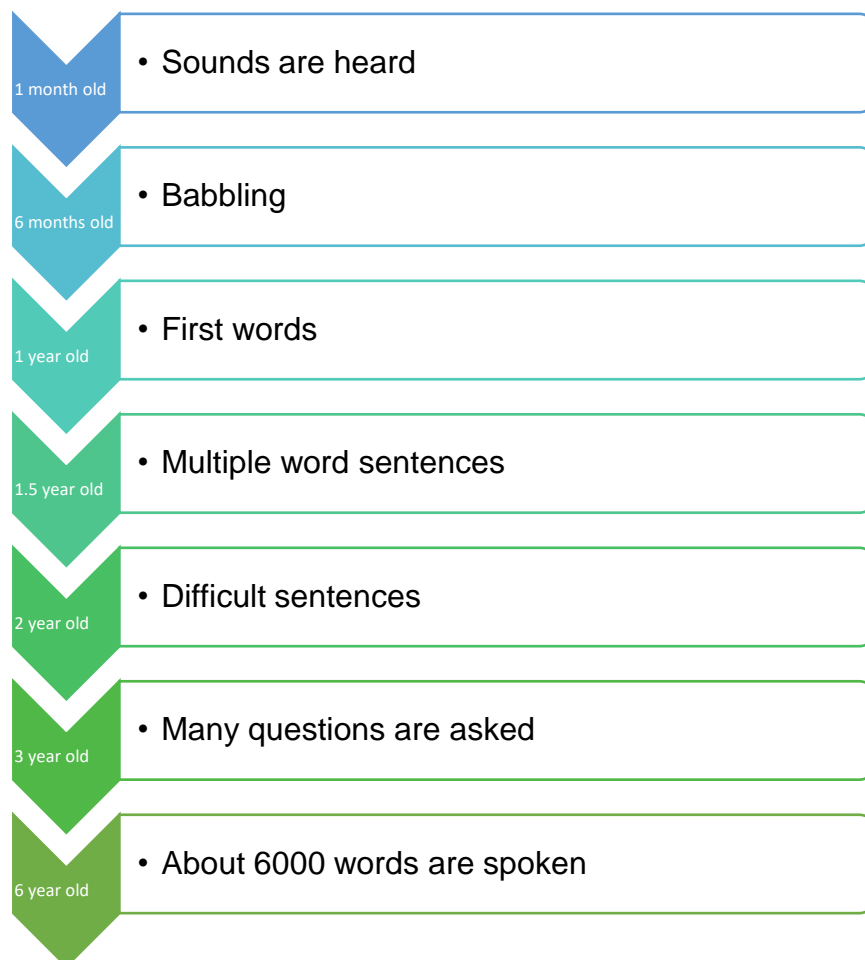 1 month old
• Sounds are heard
6 months old
• Babbling
1 year old
• First words
1.5 year old
• Multiple word sentences
2 year old
• Difficult sentences
3 year old
• Many questions are asked
6 year old
• About 6000 words are spoken